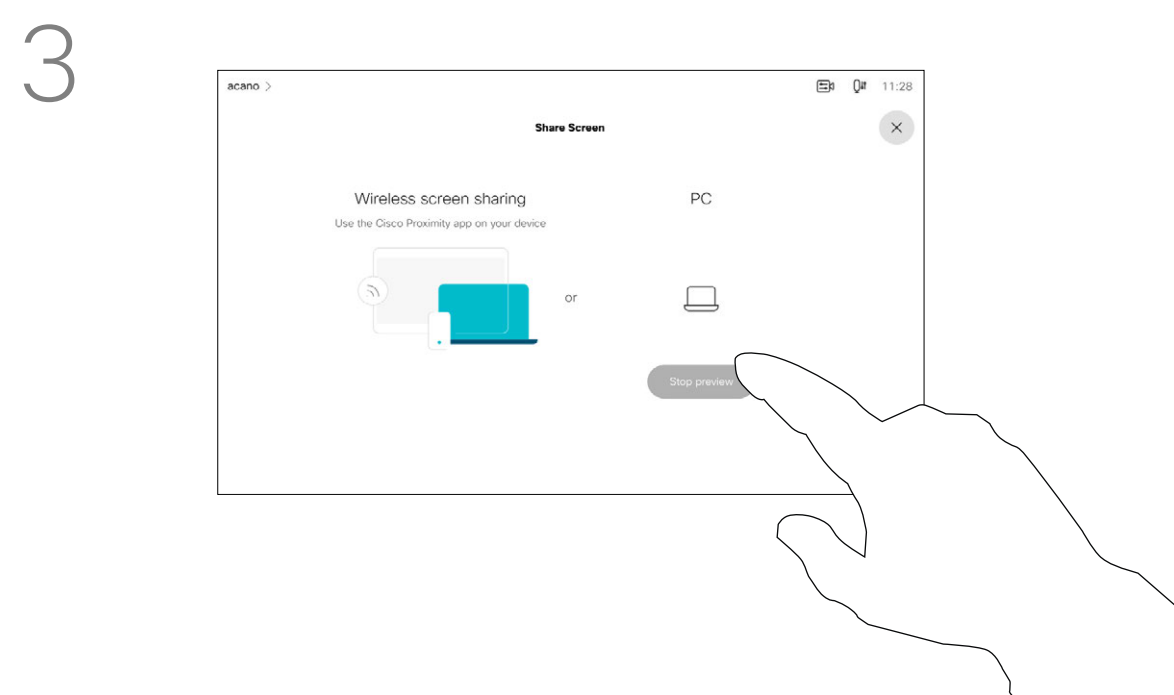 3
acano >
11:28
Share Screen
Wireless screen sharing
Use the Cisco Proximity app on your device
or
PC
Stop preview